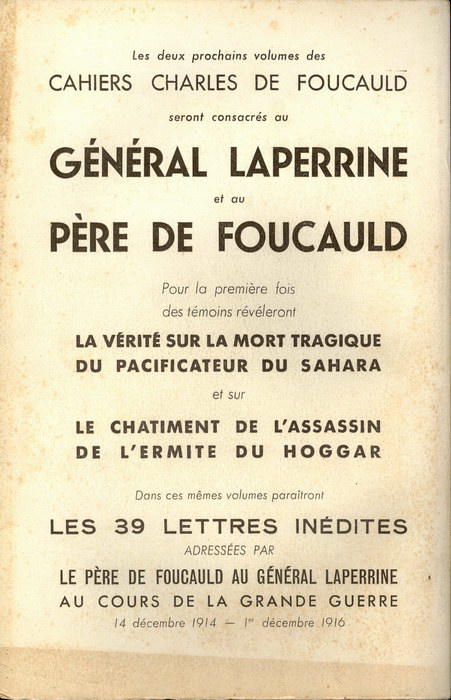 Les deux prochains volumes des
CAHIERS CHARLES DE FOUCAULD
seront consacrés au
GÉNÉRAL LAPERRINE
et au
PÈRE DE FOUCAULD
Pour la première fois
des témoins révéleront
LA VÉRITÉ SUR LA MORT TRAGIQUE
DU PACIFICATEUR DU SAHARA
et sur
LE CHATIMENT DE L'ASSASSIN
DE L'ERMITE DU HOGGAR
Dans ces mêmes volumes paraîtront
LES 39 LETTRES INÉDITES
ADRESSÉES PAR
LE PÈRE DE FOUCAULD AU GÉNÉRAL LAPERRINE
AU COURS DE LA GRANDE GUERRE
14 décembre 1914 — 1er décembre 1916